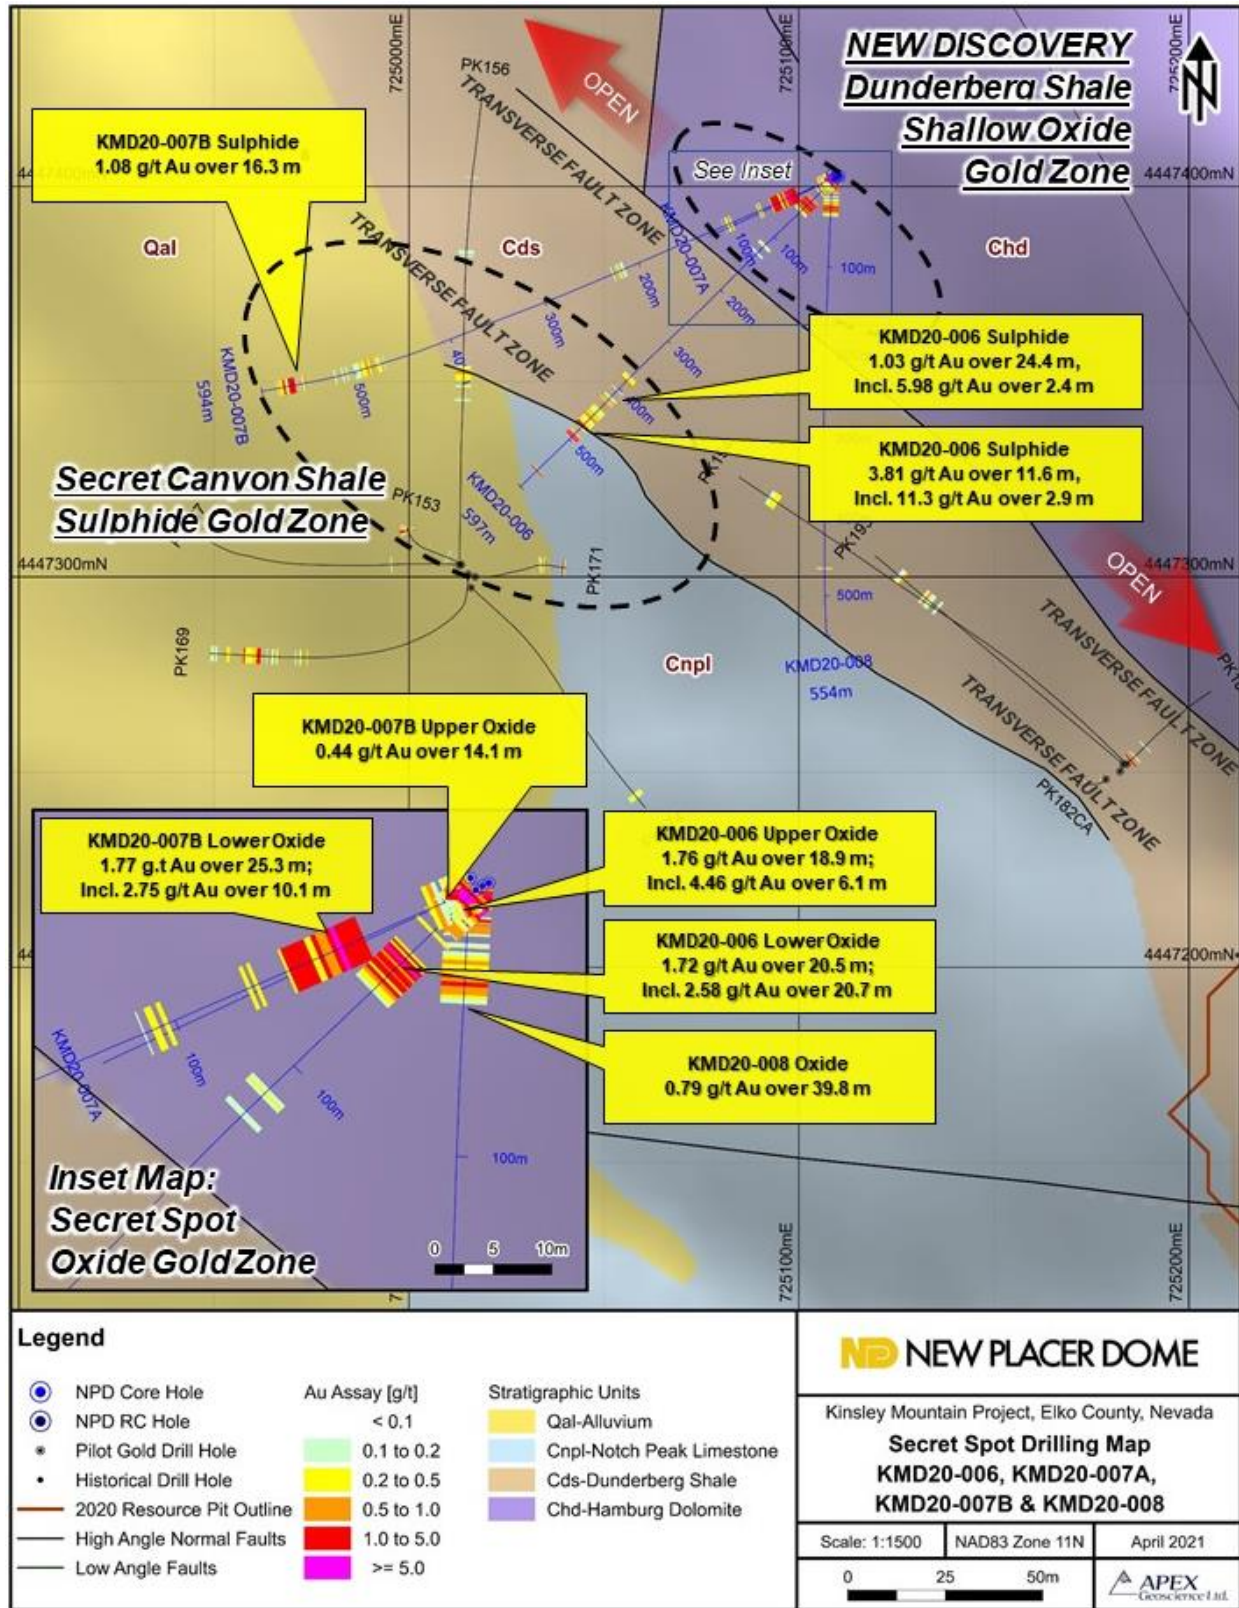 725000mE
725100mE
725200mE
NEW DISCOVERY
Dunderberg Shale
Shallow Oxide
Gold Zone
N
PK156
OPEN
TRANSVERSE FAULT ZONE
KMD20-007B Sulphide
1.08 g/t Au over 16.3 m
4447400mN
4447400mN
See Inset
TRANSVERSE FAULT ZONE
Qal
Cds
Chd
KMD20-007A
100m
100m
100m
200m
200m
300m
300m
500m
500m
500m
KMD20-007B
594m
KMD20-006 Sulphide
1.03 g/t Au over 24.4 m,
Incl. 5.98 g/t Au over 2.4 m
KMD20-006 Sulphide
3.81 g/t Au over 11.6 m,
Incl. 11.3 g/t Au over 2.9 m
Secret Canyon Shale
Sulphide Gold Zone
PK153
KMD20-006
597m
PK171
PK193
4447300mN
4447300mN
OPEN
PK169
Cnpl
KMD20-008
554m
TRANSVERSE FAULT ZONE
TRANSVERSE FAULT ZONE
PK182CA
KMD20-007B Upper Oxide
0.44 g/t Au over 14.1 m
KMD20-007B Lower Oxide
1.77 g.t Au over 25.3 m;
Incl. 2.75 g/t Au over 10.1 m
KMD20-006 Upper Oxide
1.76 g/t Au over 18.9 m;
Incl. 4.46 g/t Au over 6.1 m
KMD20-006 Lower Oxide
1.72 g/t Au over 20.5 m;
Incl. 2.58 g/t Au over 20.7 m
4447200mN
KMD20-008 Oxide
0.79 g/t Au over 39.8 m
KMD20-007A
100m
100m
100m
Inset Map:
Secret Spot
Oxide Gold Zone
0 5 10m
725100mE
725200mE
Legend
NPD Core Hole
NPD RC Hole
Pilot Gold Drill Hole
Historical Drill Hole
2020 Resource Pit Outline
High Angle Normal Faults
Low Angle Faults
Au Assay [g/t]
< 0.1
0.1 to 0.2
0.2 to 0.5
0.5 to 1.0
1.0 to 5.0
>= 5.0
Stratigraphic Units
Qal-Alluvium
Cnpl-Notch Peak Limestone
Cds-Dunderberg Shale
Chd-Hamburg Dolomite
NEW PLACER DOME
Kinsley Mountain Project, Elko County, Nevada
Secret Spot Drilling Map
KMD20-006, KMD20-007A,
KMD20-007B & KMD20-008
Scale: 1:1500
NAD83 Zone 11N
April 2021
0 25 50m
APEX
Geoscience Ltd.